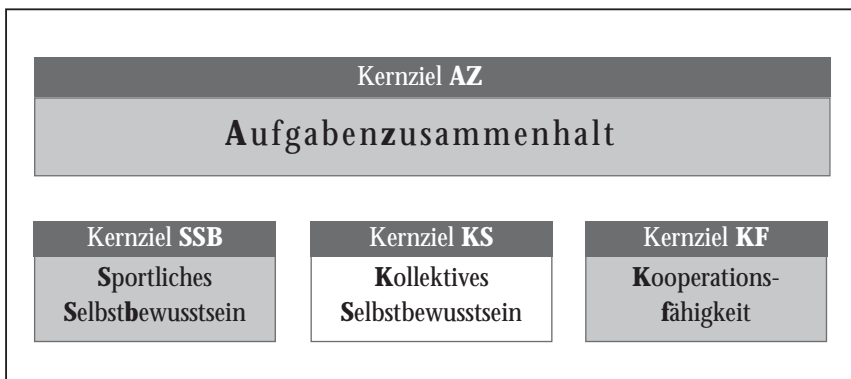 Kernziel AZ
Aufgabenzusammenhalt
Kernziel SSB
Sportliches
Selbstbewusstsein
Kernziel KS
Kollektives
Selbstbewusstsein
Kernziel KF
Kooperations-
fähigkeit